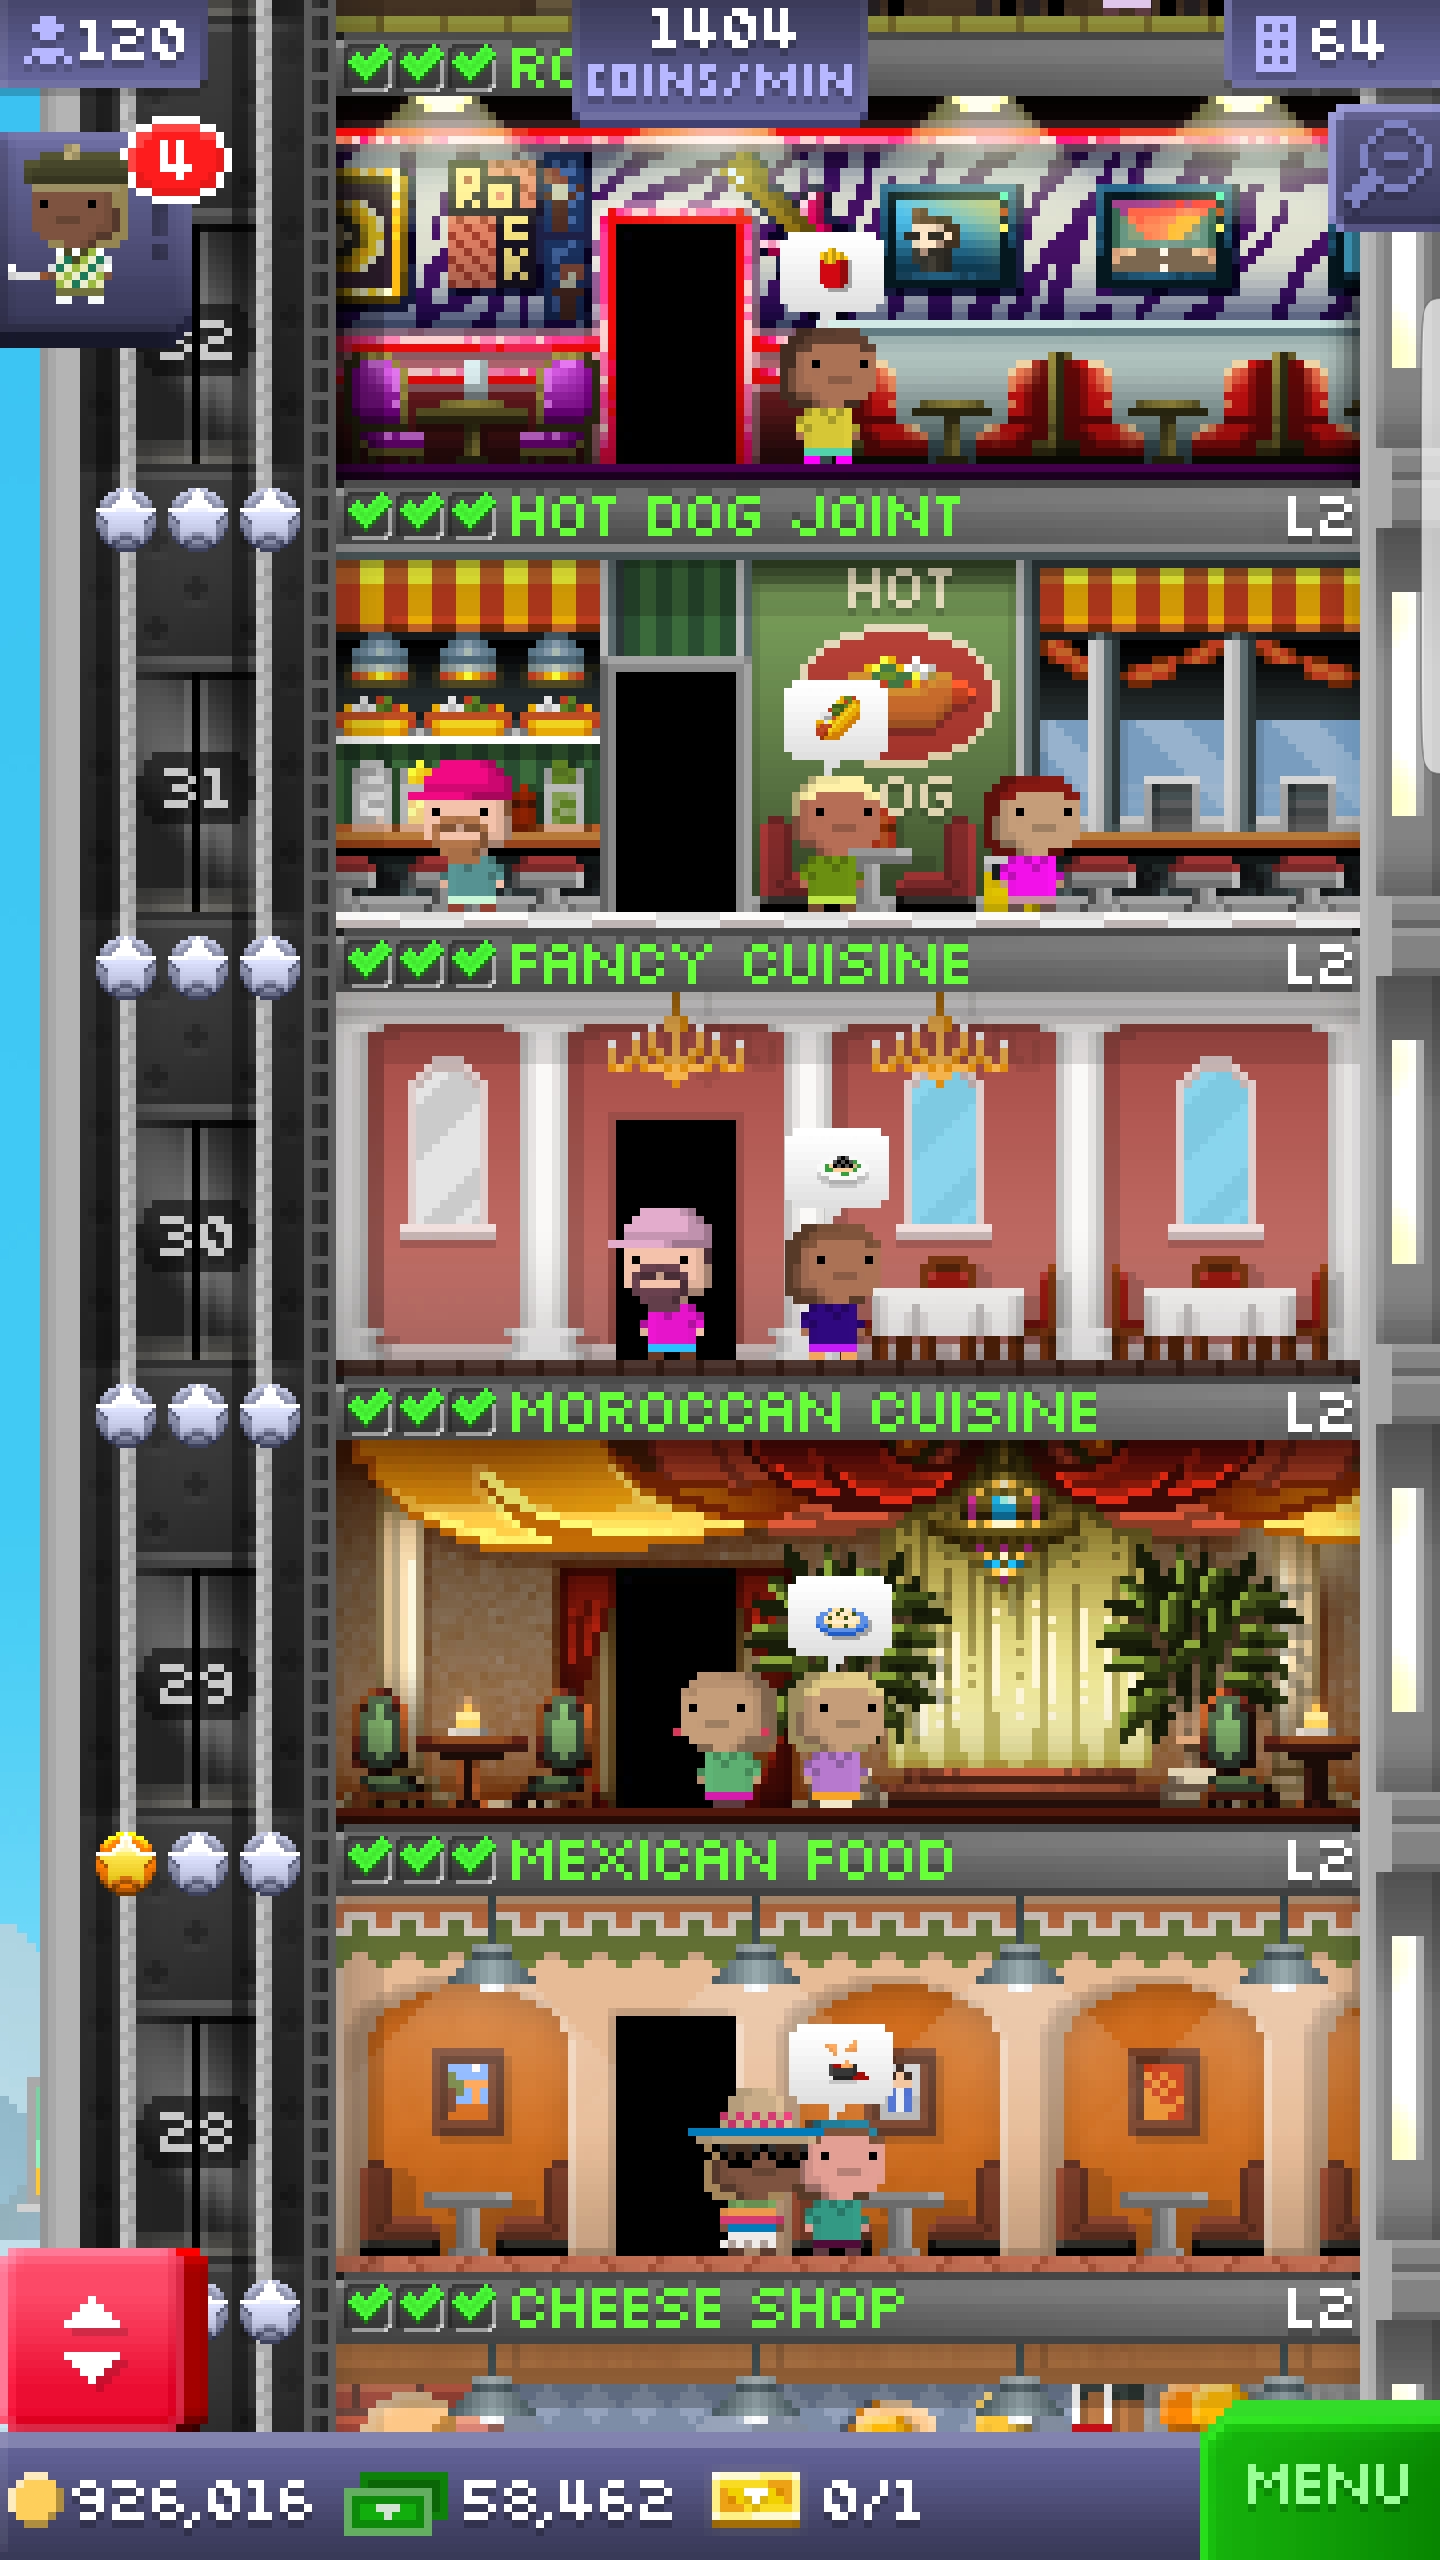 120
1404
COINS/MIN
64
4
RO
ROCK
32
HOT DOG JOINT L2
HOT
OG
31
FANCY CUISINE L2
30
MOROCCAN CUISINE L2
29
MEXICAN FOOD L2
28
CHEESE SHOP L2
926,016
58,462
0/1
MENU